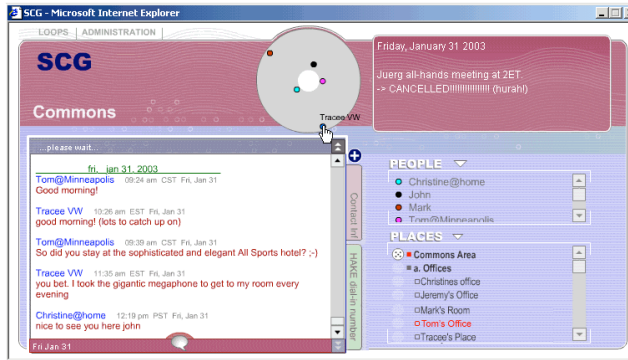 SCG - Microsoft Internet Explorer
LOOPS ADMINISTRATION
SCG
Commons
Tracee VW
Friday, January 31 2003
Juerg all-hands meeting at 2ET.
-> CANCELLED!!!!!!!!!!!!!!!! (hurah!)
...please wait...
fri, jan 31, 2003
Tom@Minneapolis 09:24 am CST Fri, Jan 31
Good morning!
Tracee VW 10:26 am EST Fri, Jan 31
good morning! (lots to catch up on)
Tom@Minneapolis 09:39 am CST Fri, Jan 31
So did you stay at the sophisticated and elegant All Sports hotel? ;-)
Tracee VW 11:35 am EST Fri, Jan 31
you bet. I took the gigantic megaphone to get to my room every
evening
Christine@home 12:19 pm PST Fri, Jan 31
nice to see you here john
Fri Jan 31
Contact Inf
HAKE dial-in number
PEOPLE
Christine@home
John
Mark
Tom@Minneapolis
PLACES
Commons Area
a. Offices
Christines office
Jeremy's Office
Mark's Room
Tom's Office
Tracee's Place